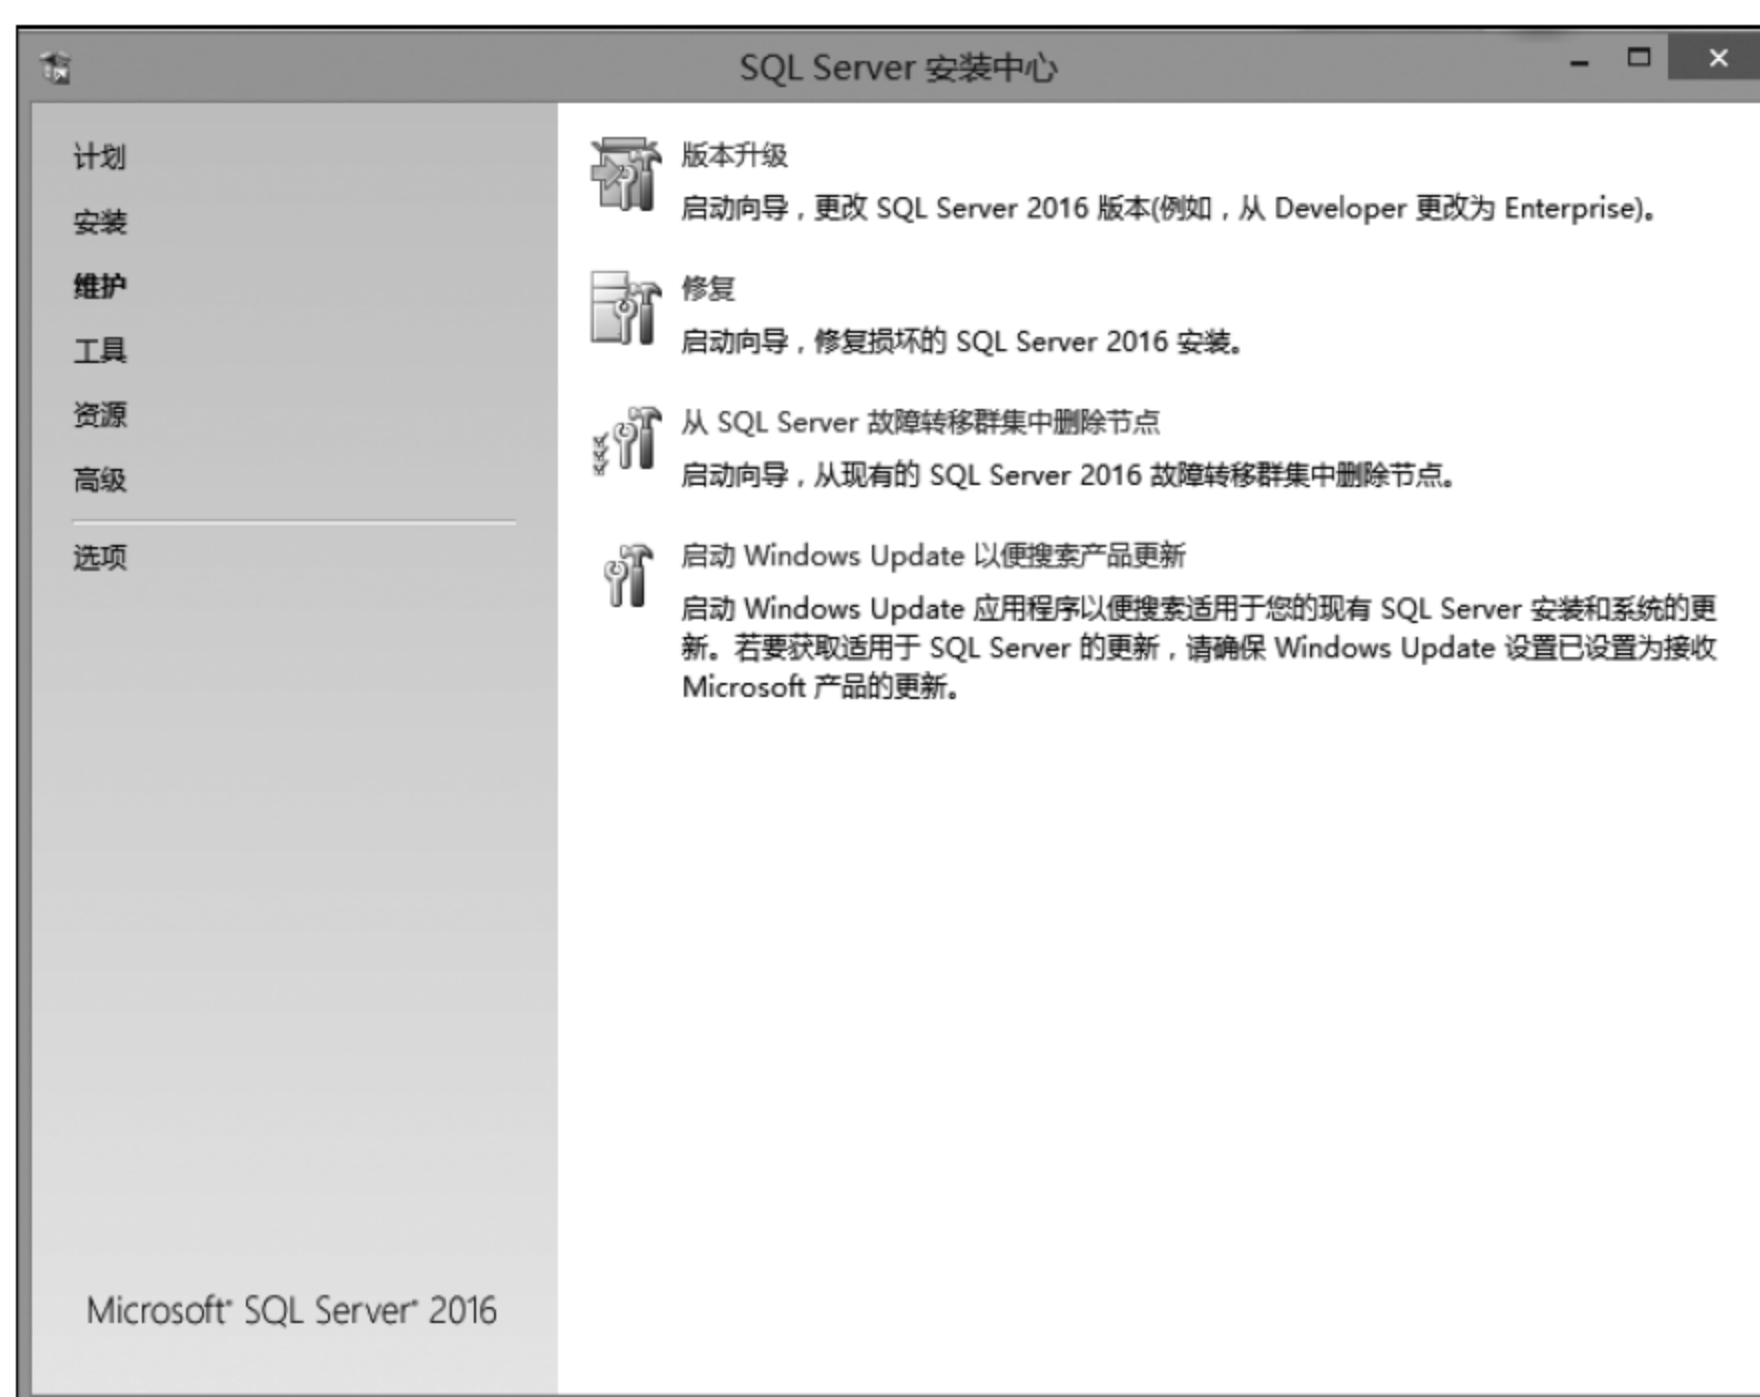 SQL Server 安装中心
计划
安装
维护
工具
资源
高级
选项
Microsoft® SQL Server® 2016
版本升级
启动向导，更改 SQL Server 2016 版本(例如，从 Developer 更改为 Enterprise)。
修复
启动向导，修复损坏的 SQL Server 2016 安装。
从 SQL Server 故障转移群集中删除节点
启动向导，从现有的 SQL Server 2016 故障转移群集中删除节点。
启动 Windows Update 以便搜索产品更新
启动 Windows Update 应用程序以便搜索适用于您的现有 SQL Server 安装和系统的更
新。若要获取适用于 SQL Server 的更新，请确保 Windows Update 设置已设置为接收
Microsoft 产品的更新。